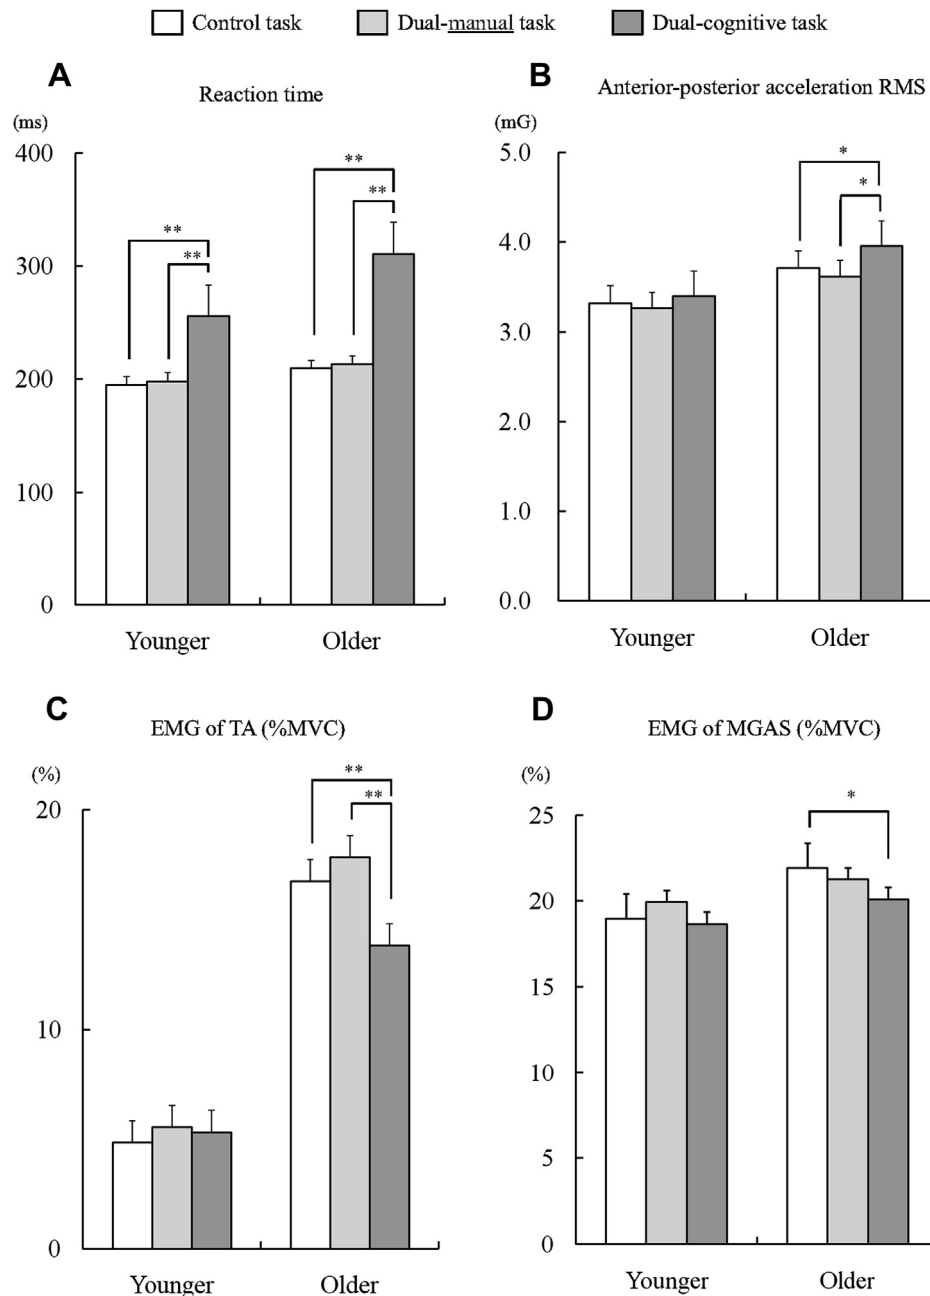 Control task Dual-manual task Dual-cognitive task
A
Reaction time
(ms)
400
300
200
100
0
**
**
**
**
Younger Older
B
Anterior-posterior acceleration RMS
(mG)
5.0
4.0
3.0
2.0
1.0
0.0
*
*
Younger Older
C
EMG of TA (%MVC)
(%)
20
10
0
**
**
Younger Older
D
EMG of MGAS (%MVC)
(%)
25
20
15
10
5
0
*
Younger Older